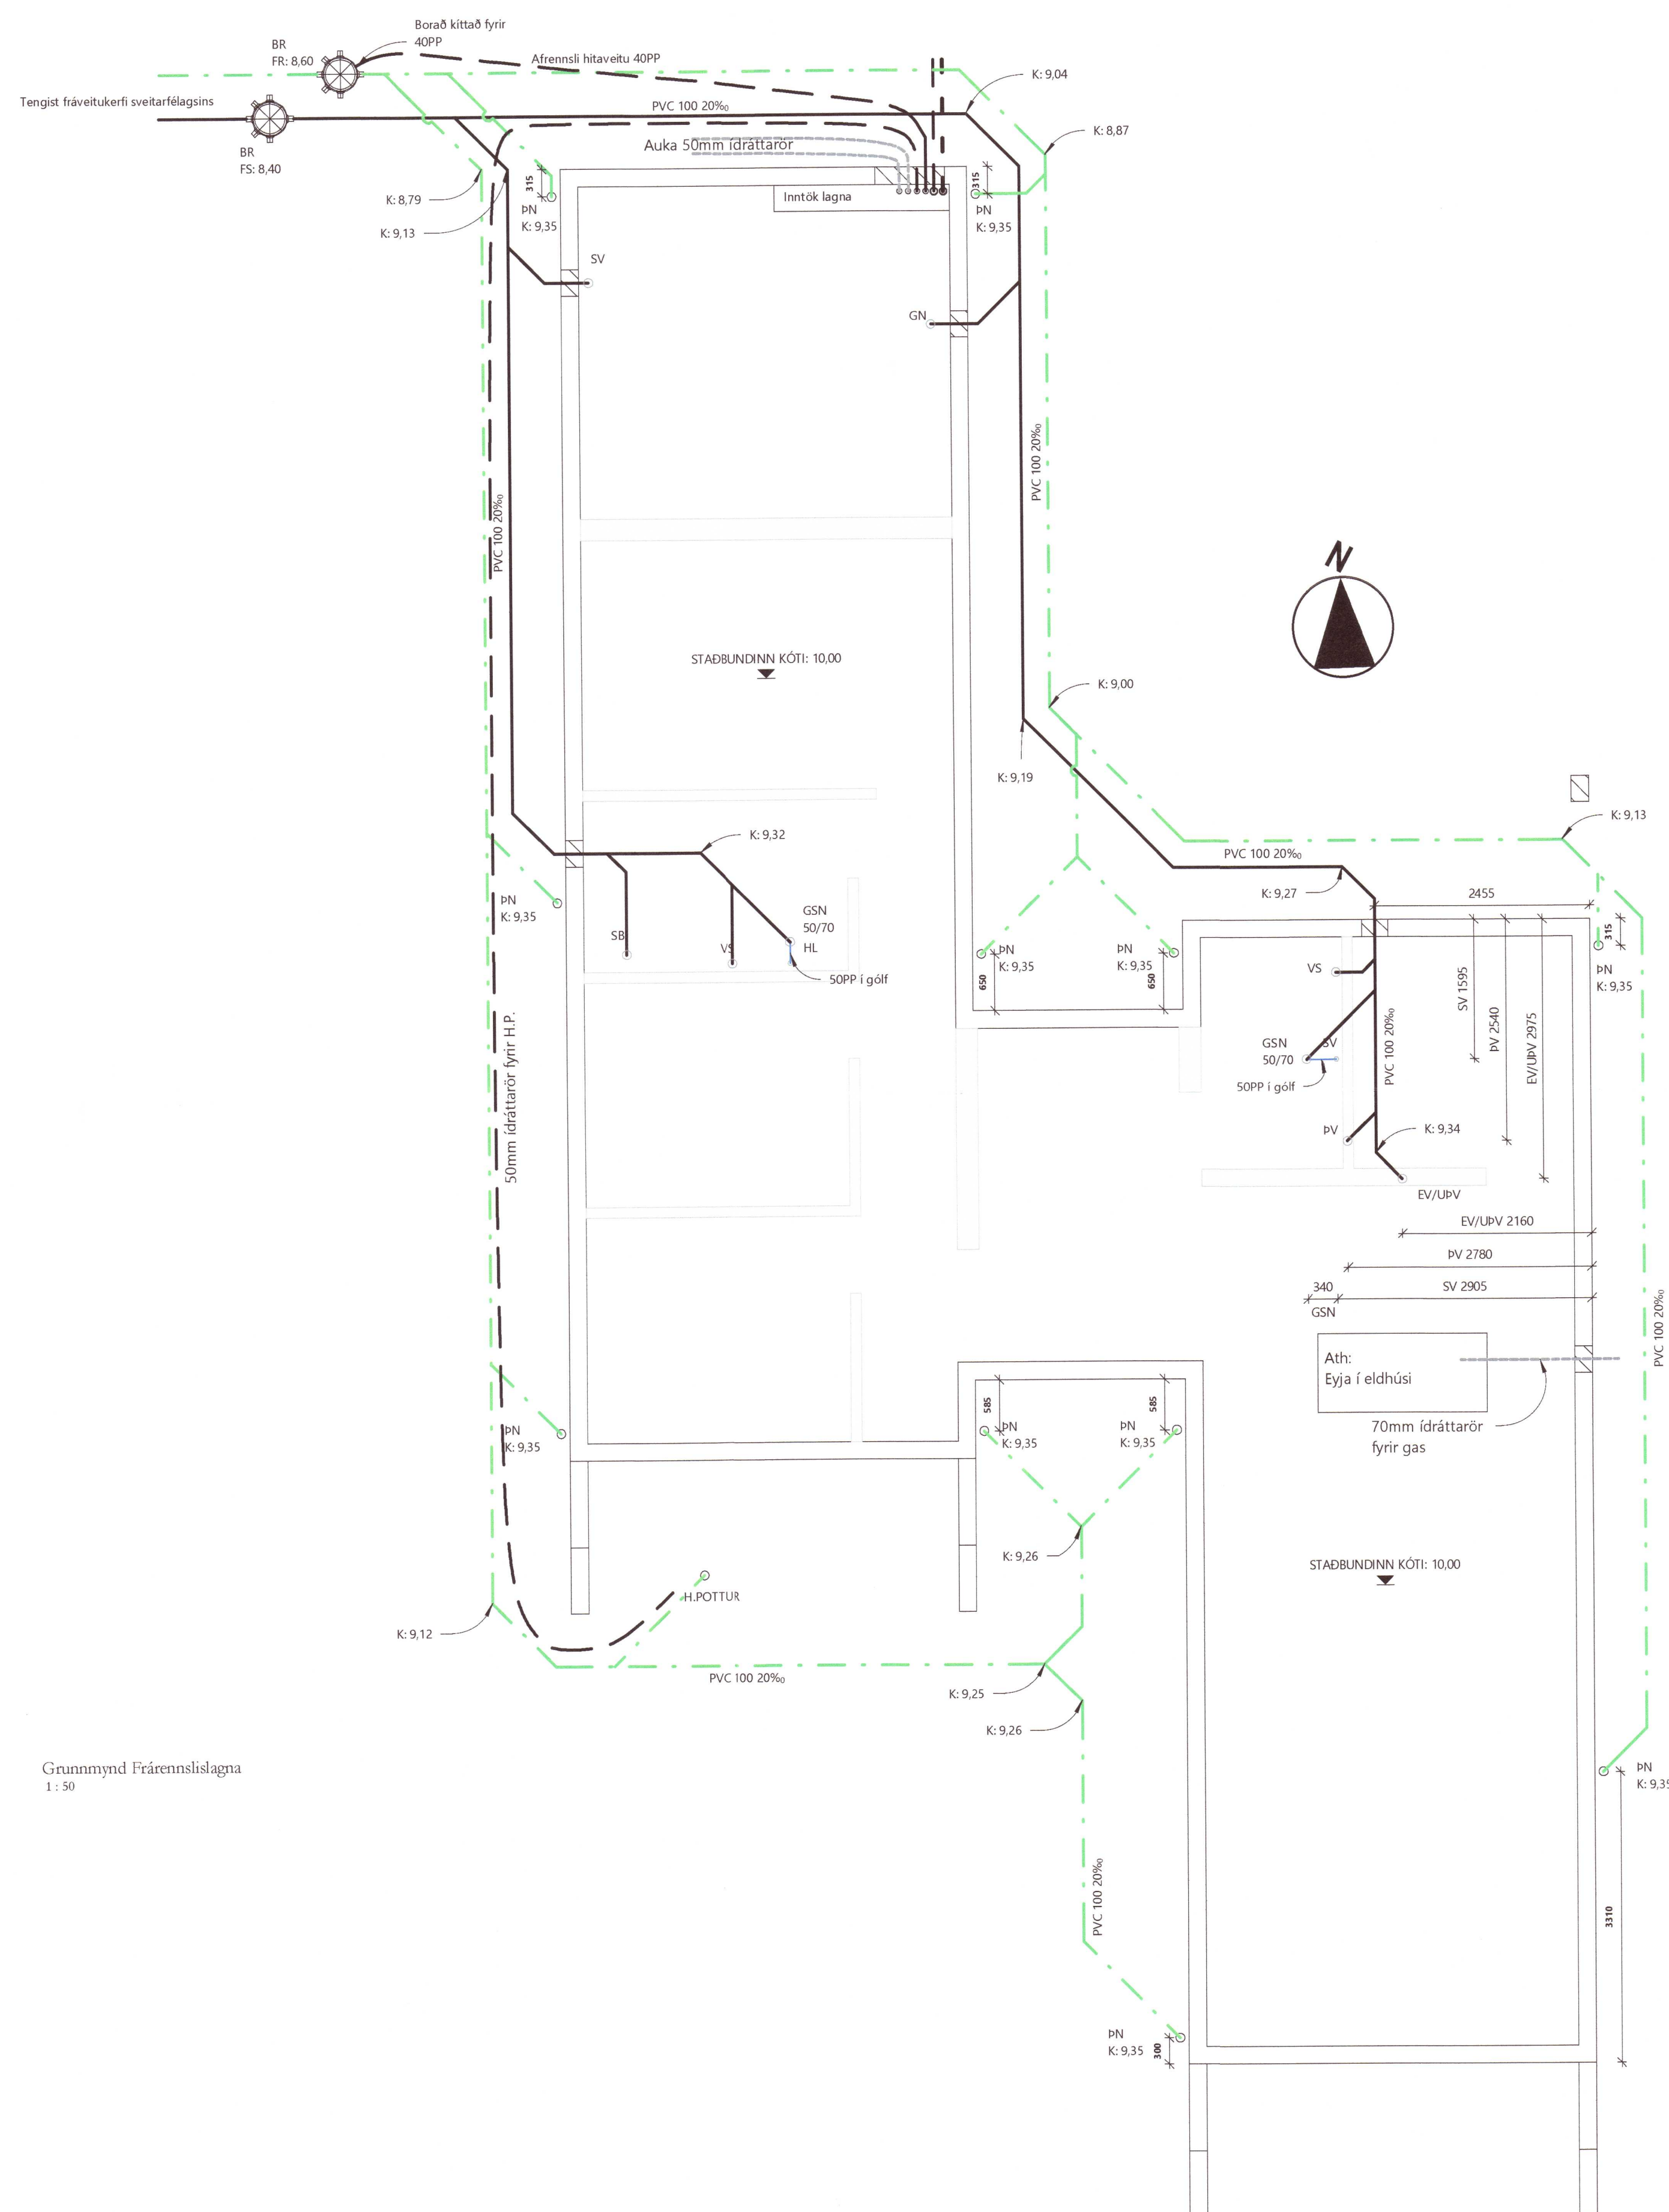 Borað kíttað fyrir
40PP
BR
FR: 8,60
Afrennsli hitaveitu 40PP
K: 9,04
Tengist fráveitukerfi sveitarfélagsins
PVC 100 20‰
K: 8,87
BR
FS: 8,40
Auka 50mm ídráttarör
315
315
K: 8,79
Inntök lagna
ÞN
K: 9,35
ÞN
K: 9,35
K: 9,13
SV
GN
PVC 100 20‰
PVC 100 20‰
N
STAÐBUNDINN KÓTI: 10,00
K: 9,00
K: 9,19
K: 9,13
K: 9,32
PVC 100 20‰
K: 9,27
2455
ÞN
K: 9,35
GSN
50/70
SB
VS
HL
50PP í gólf
ÞN
K: 9,35
ÞN
K: 9,35
650
650
315
VS
ÞN
K: 9,35
SV 1595
ÞV 2540
EV/UÞV 2975
PVC 100 20‰
GSN
50/70
SV
50PP í gólf
50mm ídráttarör fyrir H.P.
ÞV
K: 9,34
EV/UÞV
EV/UÞV 2160
ÞV 2780
340
SV 2905
GSN
PVC 100 20‰
Ath:
Eyja í eldhúsi
70mm ídráttarör
fyrir gas
585
585
ÞN
K: 9,35
ÞN
K: 9,35
ÞN
K: 9,35
K: 9,26
STAÐBUNDINN KÓTI: 10,00
H.POTTUR
K: 9,12
PVC 100 20‰
K: 9,25
K: 9,26
Grunnmynd Frárennslislagna
1 : 50
ÞN
K: 9,35
PVC 100 20‰
3310
ÞN
K: 9,35
300